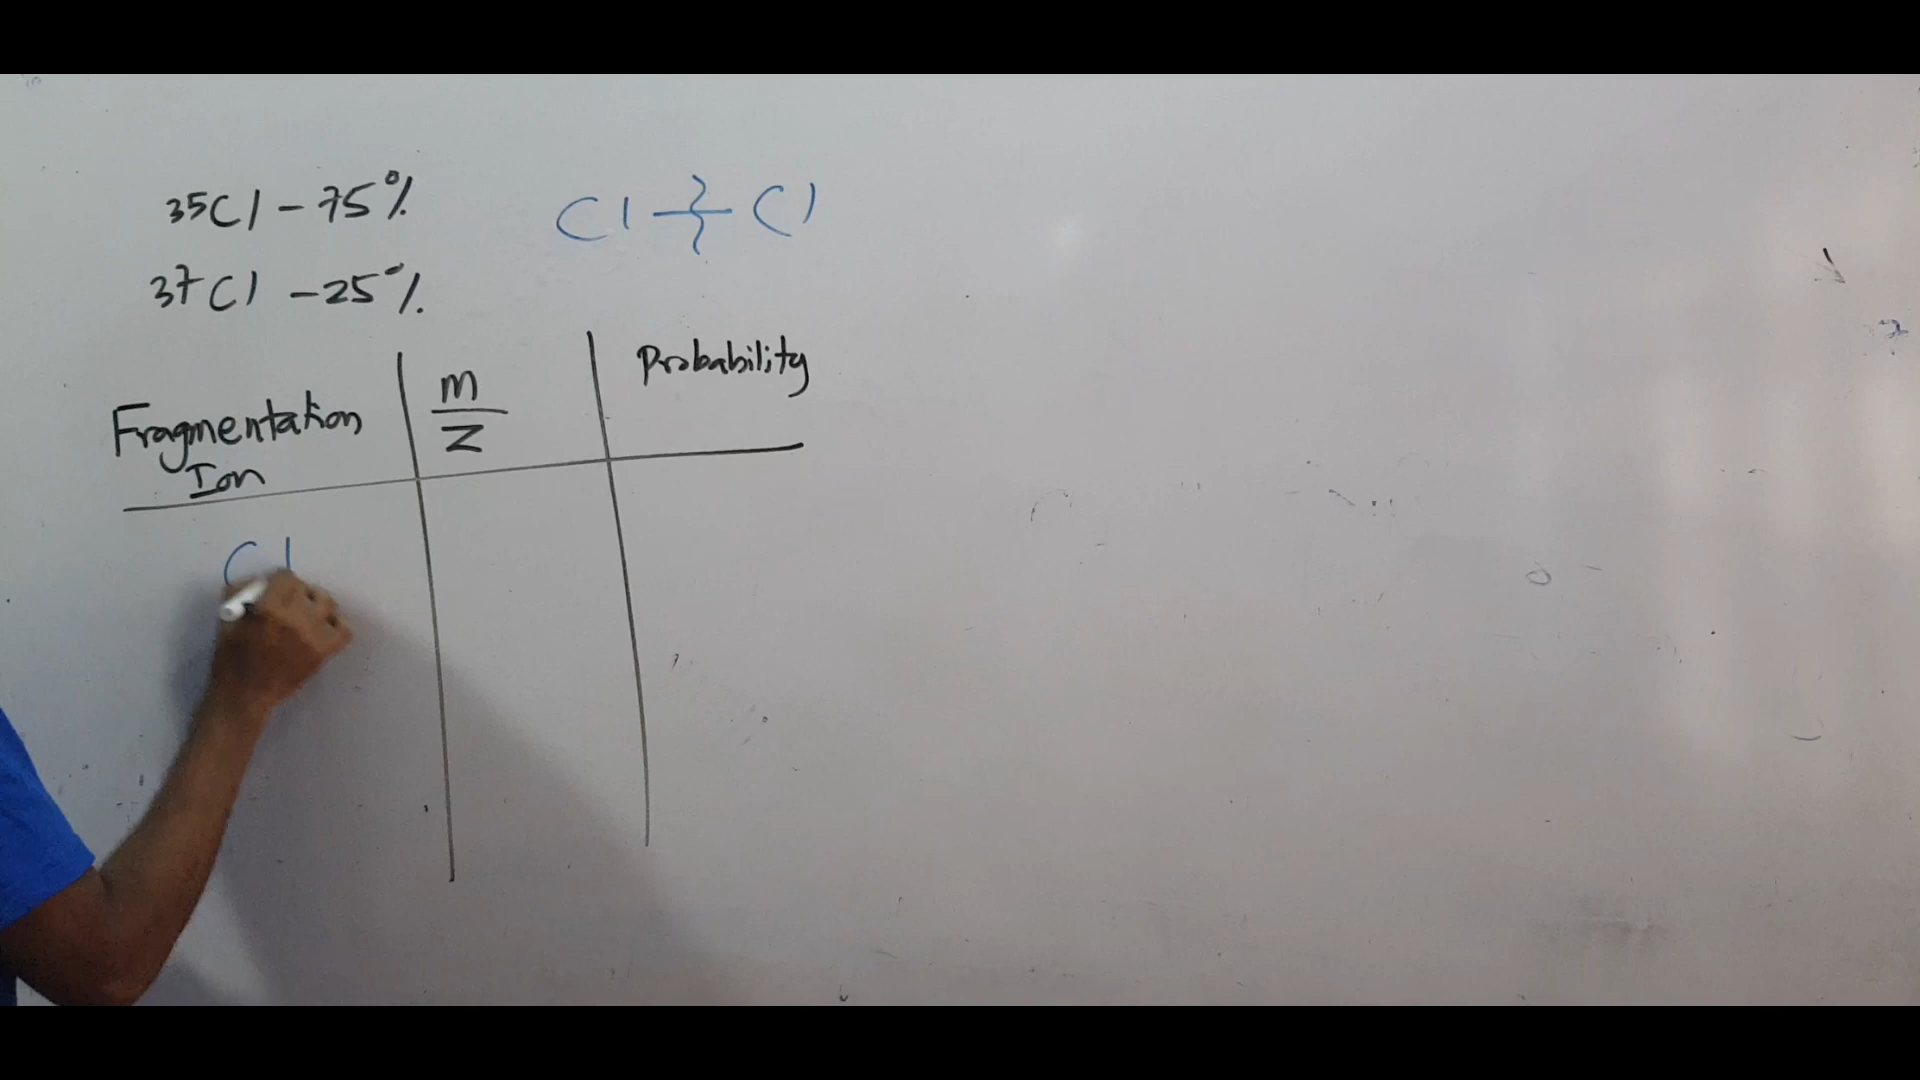 35Cl - 75%
37Cl - 25%
Cl - Cl
Fragmentation Ion
m/z
Probability
Cl